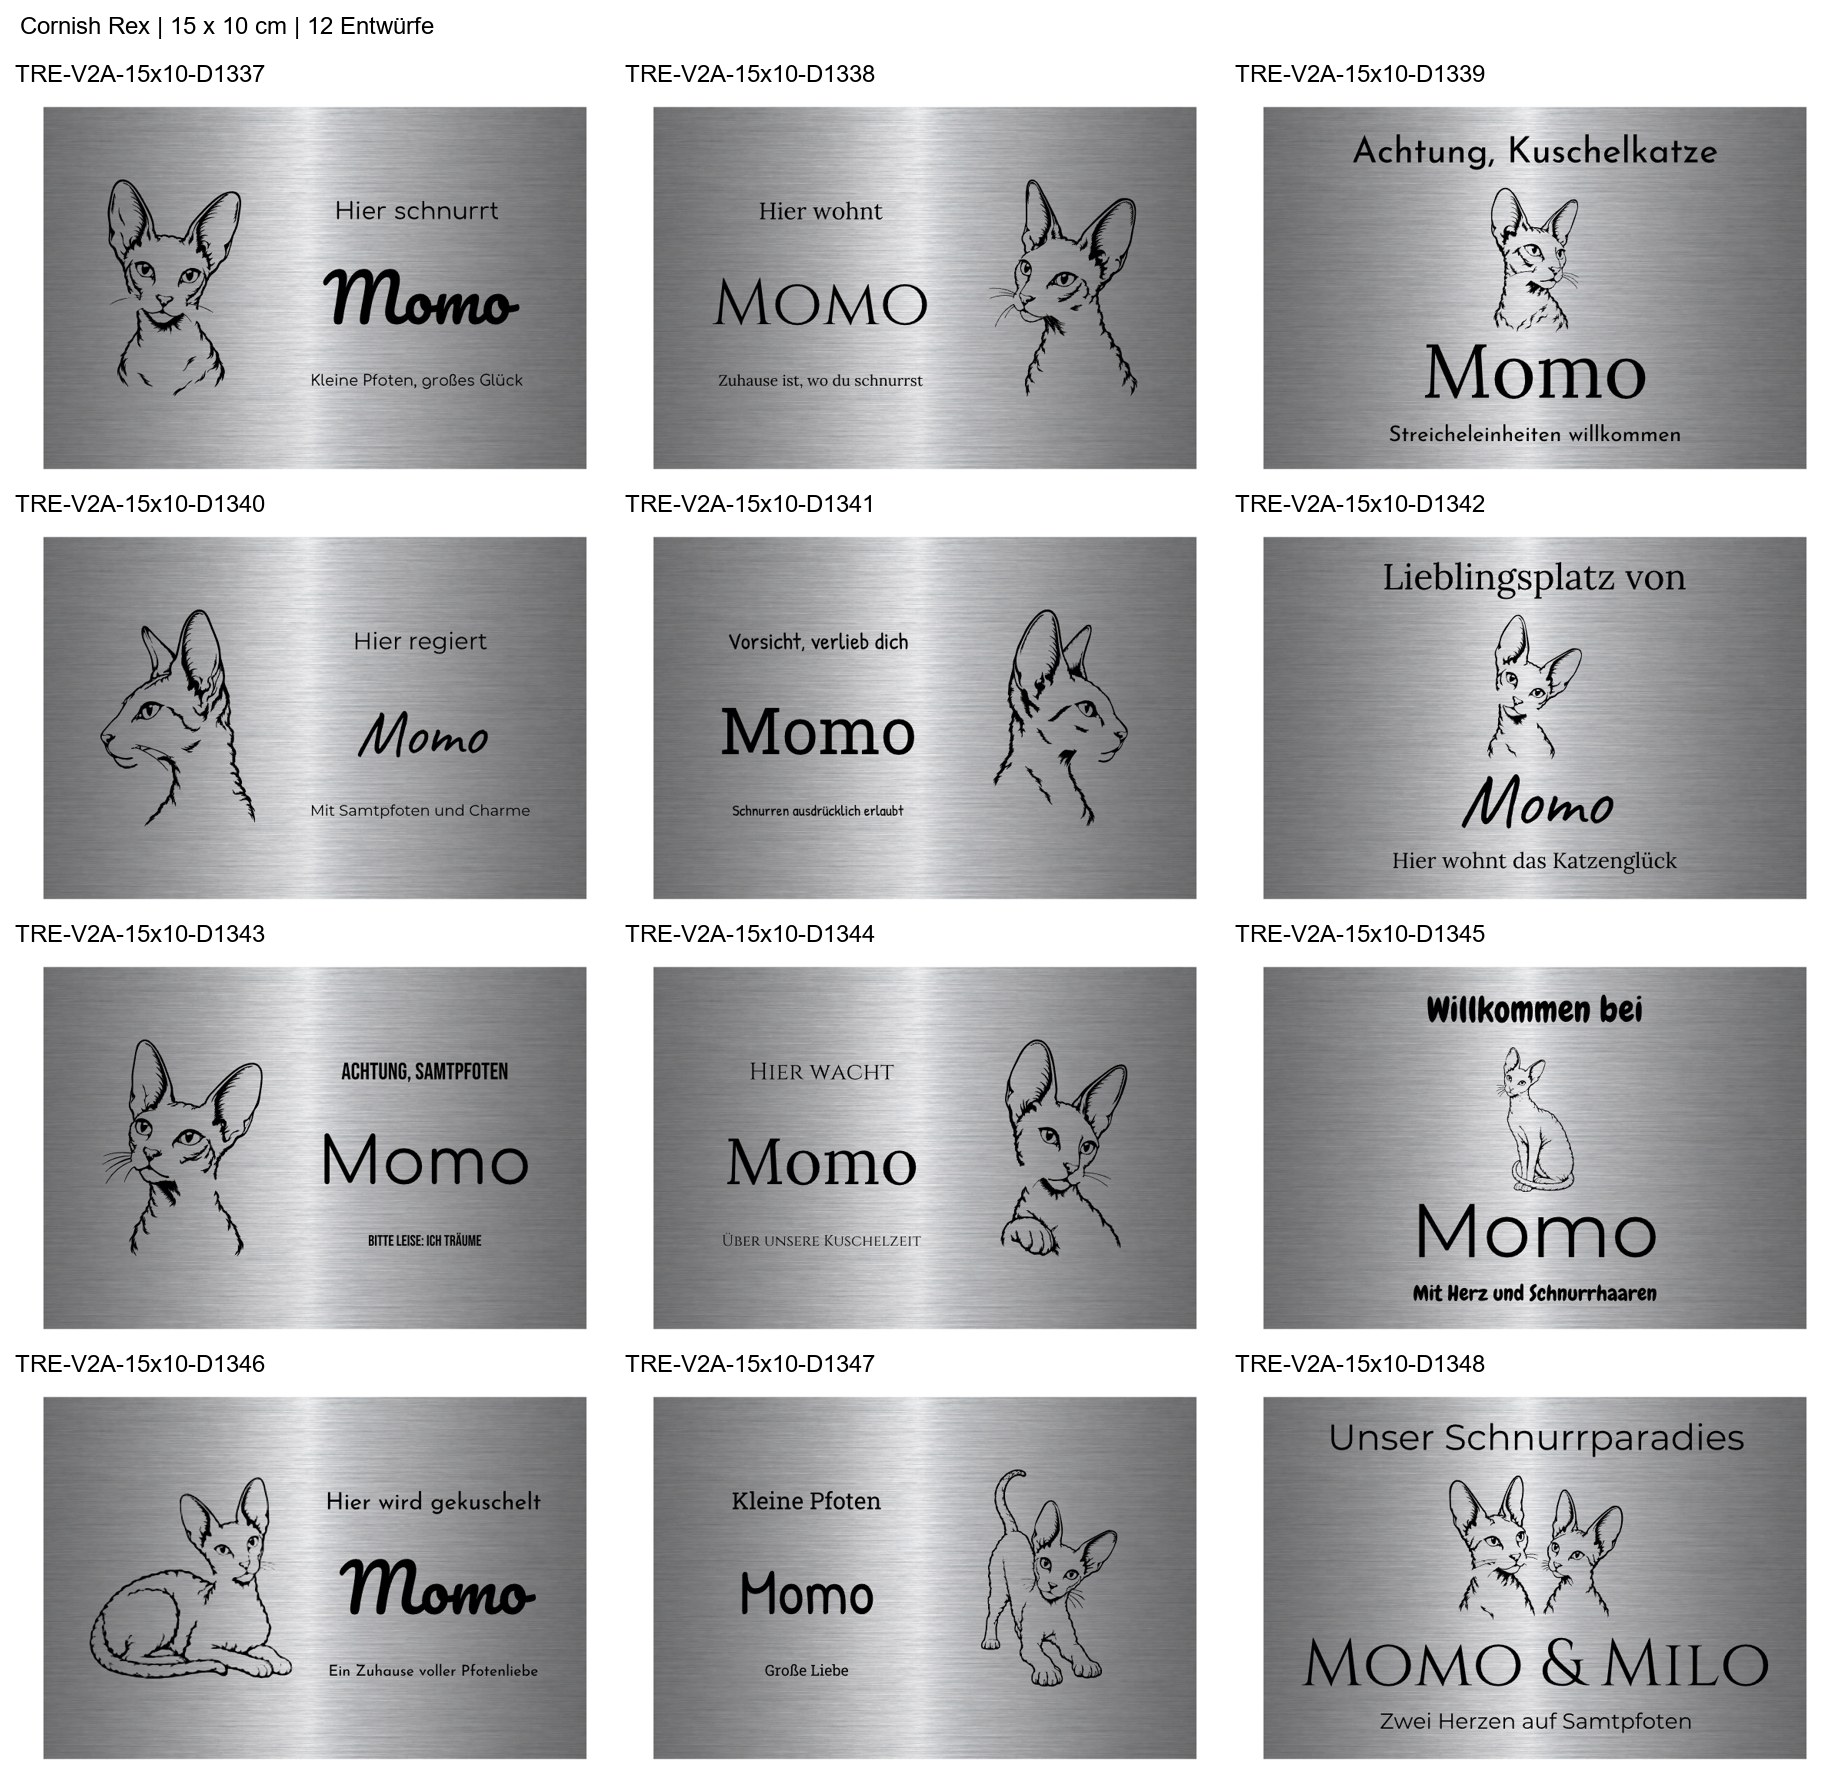 Cornish Rex | 15 x 10 cm | 12 Entwürfe
TRE-V2A-15x10-D1337
Hier schnurrt
Momo
Kleine Pfoten, großes Glück
TRE-V2A-15x10-D1338
Hier wohnt
Momo
Zuhause ist, wo du schnurrst
TRE-V2A-15x10-D1339
Achtung, Kuschelkatze
Momo
Streicheleinheiten willkommen
TRE-V2A-15x10-D1340
Hier regiert
Momo
Mit Samtpfoten und Charme
TRE-V2A-15x10-D1341
Vorsicht, verlieb dich
Momo
Schnurren ausdrücklich erlaubt
TRE-V2A-15x10-D1342
Lieblingsplatz von
Momo
Hier wohnt das Katzenglück
TRE-V2A-15x10-D1343
ACHTUNG, SAMTPFOTEN
Momo
BITTE LEISE: ICH TRÄUME
TRE-V2A-15x10-D1344
Hier wacht
Momo
Über unsere Kuschelzeit
TRE-V2A-15x10-D1345
Willkommen bei
Momo
Mit Herz und Schnurrhaaren
TRE-V2A-15x10-D1346
Hier wird gekuschelt
Momo
Ein Zuhause voller Pfotenliebe
TRE-V2A-15x10-D1347
Kleine Pfoten
Momo
Große Liebe
TRE-V2A-15x10-D1348
Unser Schnurrparadies
Momo & Milo
Zwei Herzen auf Samtpfoten